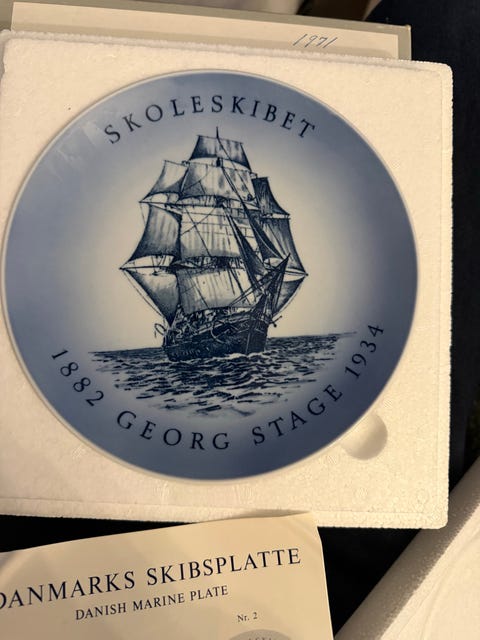 1971
SKOLESKIBET
1882 GEORG STAGE 1934
DANMARKS SKIBSPLATTE
DANISH MARINE PLATE
Nr. 2